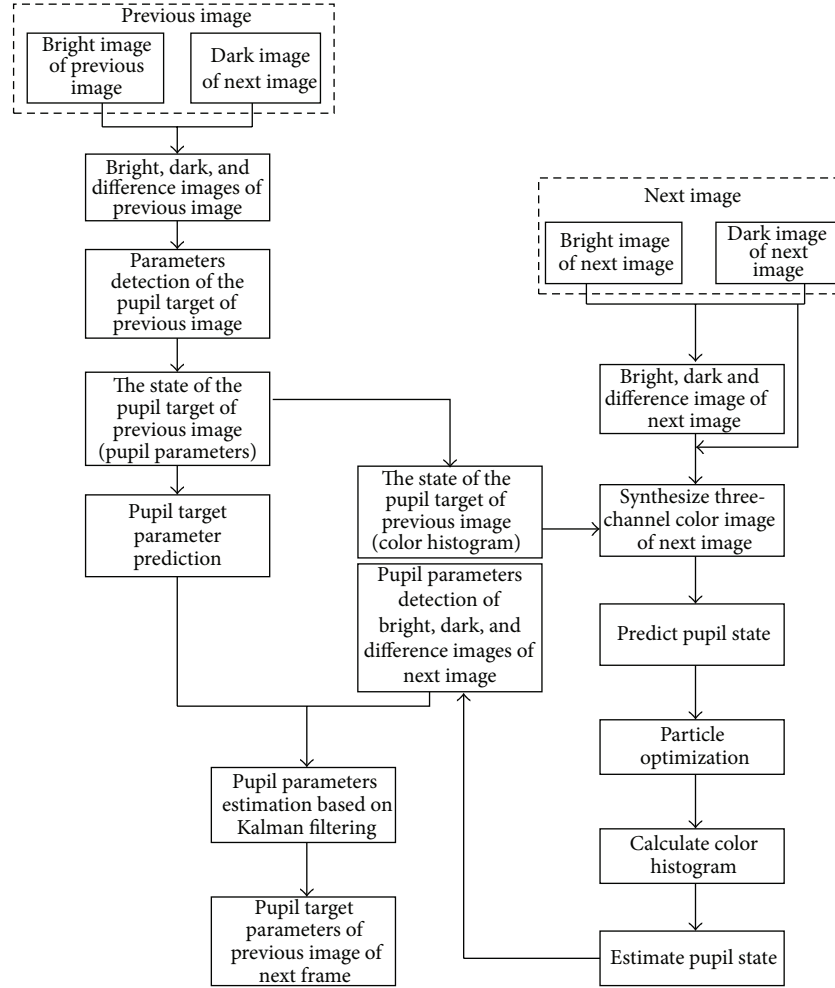 Previous image
Bright image
of previous
image
Dark image
of next image
Bright, dark, and
difference images of
previous image
Parameters
detection of the
pupil target of
previous image
The state of the
pupil target of
previous image
(pupil parameters)
Pupil target
parameter
prediction
The state of the
pupil target of
previous image
(color histogram)
Pupil parameters
detection of
bright, dark, and
difference images of
next image
Pupil parameters
estimation based on
Kalman filtering
Pupil target
parameters of
previous image of
next frame
Next image
Bright image
of next image
Dark image
of next
image
Bright, dark and
difference image of
next image
Synthesize three-
channel color image
of next image
Predict pupil state
Particle
optimization
Calculate color
histogram
Estimate pupil state